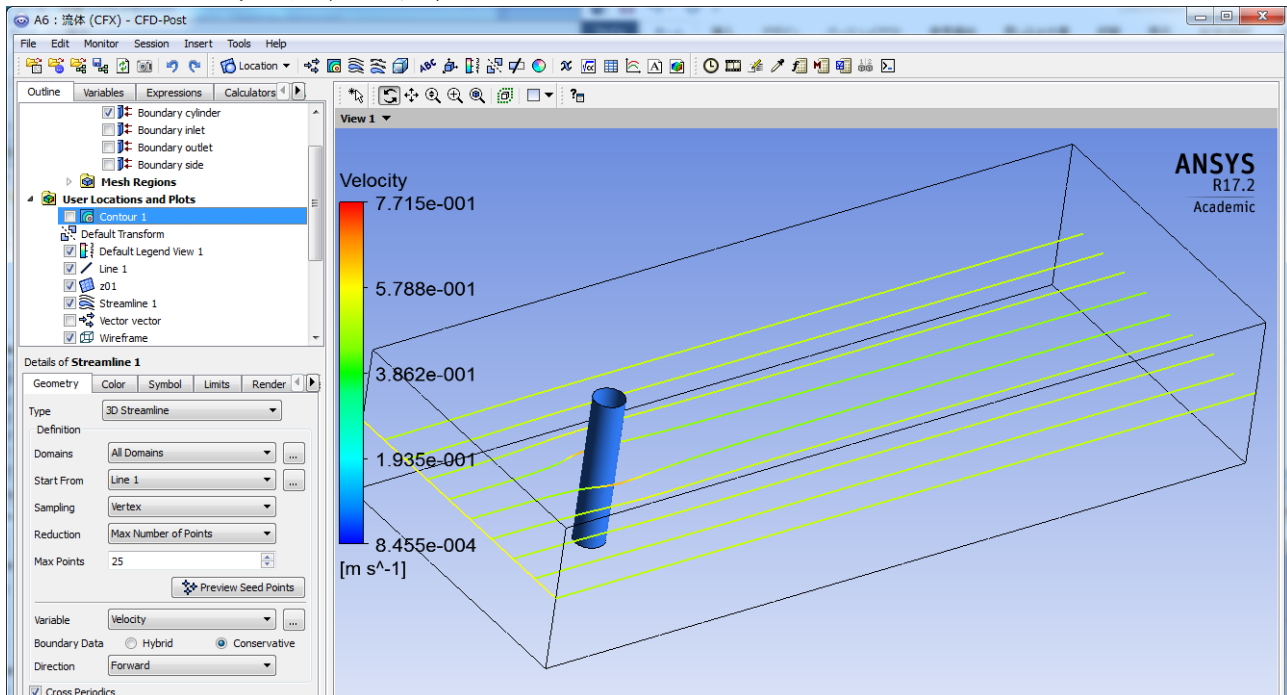 A6 : 流体 (CFX) - CFD-Post
File Edit Monitor Session Insert Tools Help
Location
Outline Variables Expressions Calculators
Boundary cylinder
Boundary inlet
Boundary outlet
Boundary side
Mesh Regions
User Locations and Plots
Contour 1
Default Transform
Default Legend View 1
Line 1
z01
Streamline 1
Vector vector
Wireframe
Details of Streamline 1
Geometry Color Symbol Limits Render
Type 3D Streamline
Definition
Domains All Domains ...
Start From Line 1 ...
Sampling Vertex
Reduction Max Number of Points
Max Points 25
Preview Seed Points
Variable Velocity ...
Boundary Data Hybrid Conservative
Direction Forward
Cross Periodics
View 1
Velocity
7.715e-001
5.788e-001
3.862e-001
1.935e-001
8.455e-004
[m s^-1]
ANSYS
R17.2
Academic